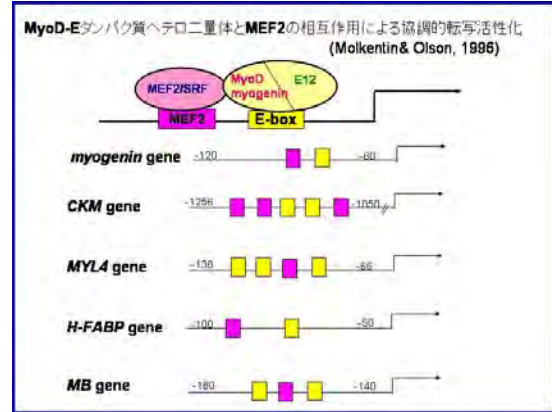 MyoD-Eタンパク質ヘテロ二量体とMEF2の相互作用による協調的転写活性化
(Molkentin& Olson, 1996)
MEF2/SRF
MyoD
myogenin
E12
MEF2
E-box
myogenin gene
-120
-60
CKM gene
-1256
-1050
MYL4 gene
-130
-66
H-FABP gene
-100
-50
MB gene
-160
-140